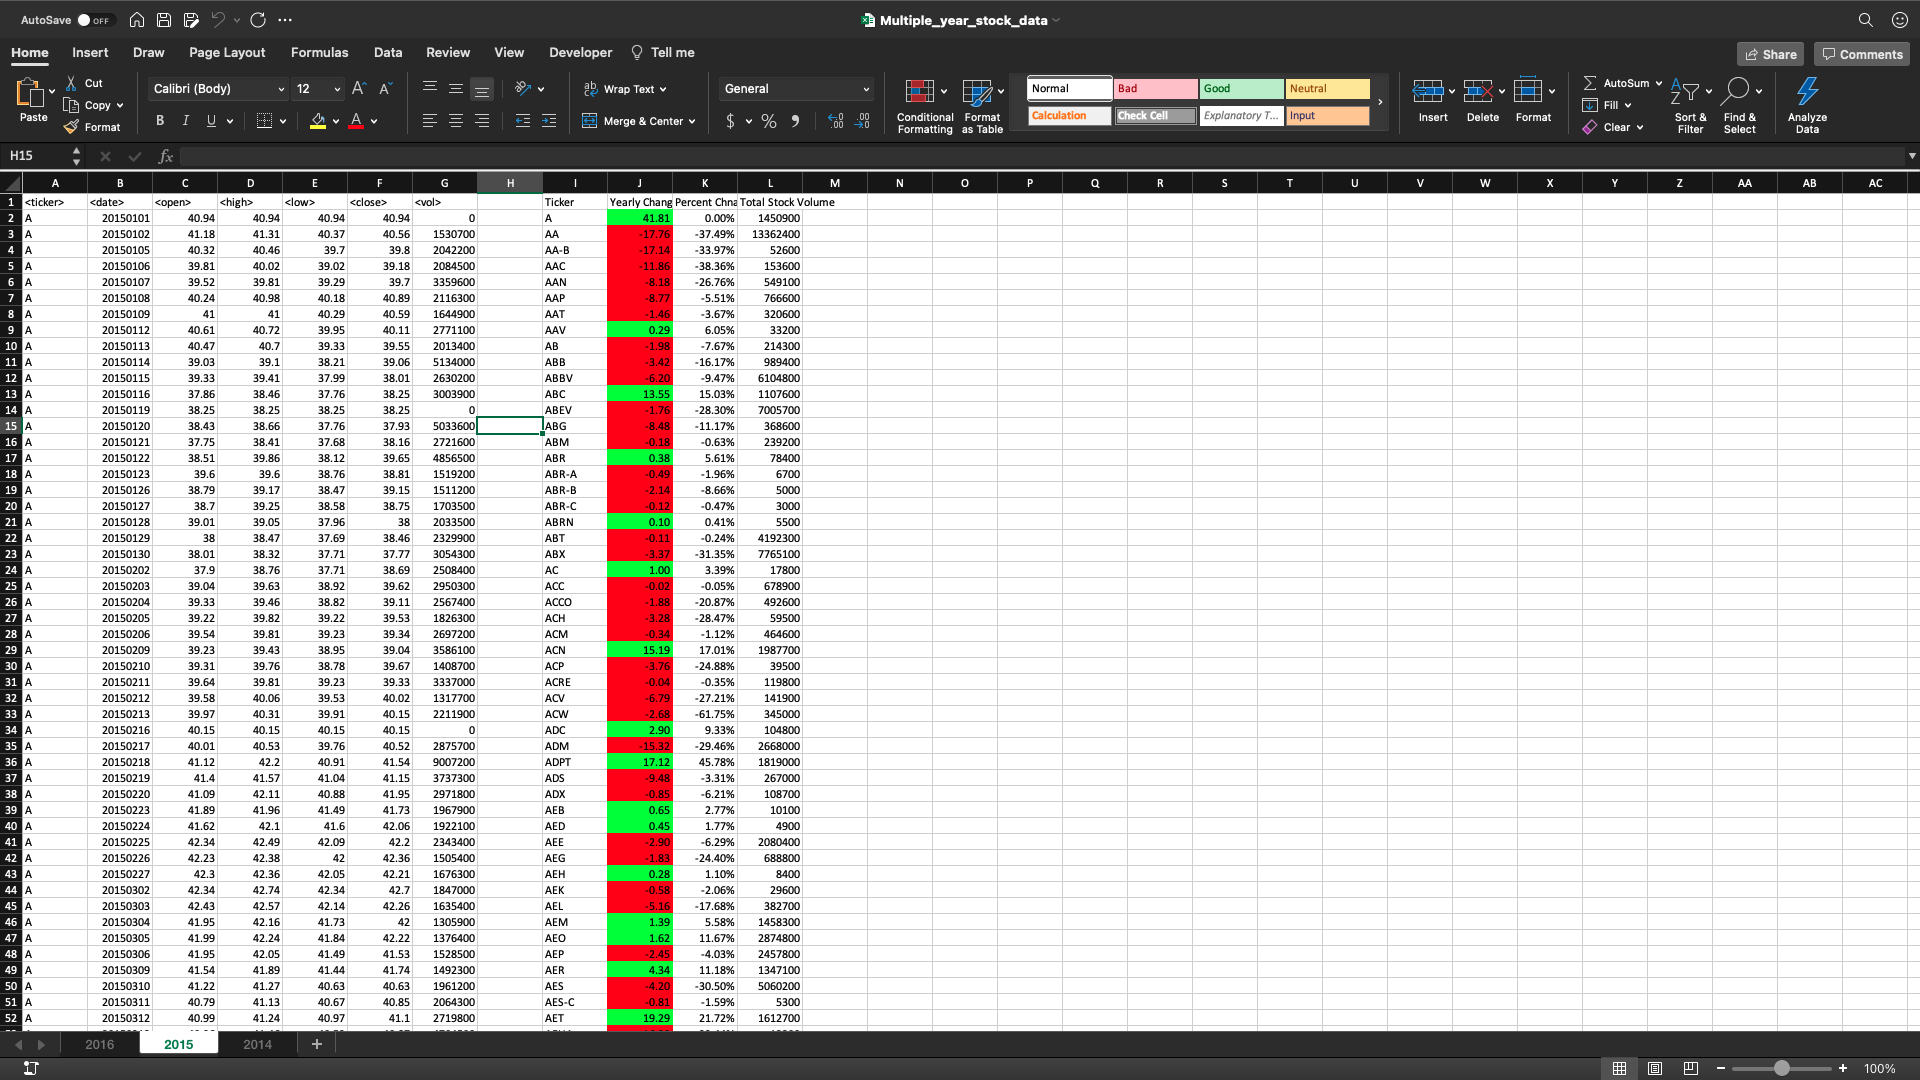 AutoSave OFF Multiple_year_stock_data
Home Insert Draw Page Layout Formulas Data Review View Developer Tell me Share Comments
Cut Calibri (Body) 12 Wrap Text General Normal Bad Good Neutral AutoSum
Copy Fill
Paste Format Merge & Center Conditional Formatting Format as Table Calculation Check Cell Explanatory T... Input Insert Delete Format Clear Sort & Filter Find & Select Analyze Data
H15 fx
A B C D E F G H I J K L M N O P Q R S T U V W X Y Z AA AB AC
1 <ticker> <date> <open> <high> <low> <close> <vol> Ticker Yearly Chang Percent Chna Total Stock Volume
2 A 20150101 40.94 40.94 40.94 40.94 0 A 41.81 0.00% 1450900
3 A 20150102 41.18 41.31 40.37 40.56 1530700 AA -17.76 -37.49% 13362400
4 A 20150105 40.32 40.46 39.7 39.8 2042200 AA-B -17.14 -33.97% 52600
5 A 20150106 39.81 40.02 39.02 39.18 2084500 AAC -11.86 -38.36% 153600
6 A 20150107 39.52 39.81 39.29 39.7 3359600 AAN -8.18 -26.76% 549100
7 A 20150108 40.24 40.98 40.18 40.89 2116300 AAP -8.77 -5.51% 766600
8 A 20150109 41 41 40.29 40.59 1644900 AAT -1.46 -3.67% 320600
9 A 20150112 40.61 40.72 39.95 40.11 2771100 AAV 0.29 6.05% 33200
10 A 20150113 40.47 40.7 39.33 39.55 2013400 AB -1.98 -7.67% 214300
11 A 20150114 39.03 39.1 38.21 39.06 5134000 ABB -3.42 -16.17% 989400
12 A 20150115 39.33 39.41 37.99 38.01 2630200 ABBV -6.20 -9.47% 6104800
13 A 20150116 37.86 38.46 37.76 38.25 3003900 ABC 13.55 15.03% 1107600
14 A 20150119 38.25 38.25 38.25 38.25 0 ABEV -1.76 -28.30% 7005700
15 A 20150120 38.43 38.66 37.76 37.93 5033600 ABG -8.48 -11.17% 368600
16 A 20150121 37.75 38.41 37.68 38.16 2721600 ABM -0.18 -0.63% 239200
17 A 20150122 38.51 39.86 38.12 39.65 4856500 ABR 0.38 5.61% 78400
18 A 20150123 39.6 39.6 38.76 38.81 1519200 ABR-A -0.49 -1.96% 6700
19 A 20150126 38.79 39.17 38.47 39.15 1511200 ABR-B -2.14 -8.66% 5000
20 A 20150127 38.7 39.25 38.58 38.75 1703500 ABR-C -0.12 -0.47% 3000
21 A 20150128 39.01 39.05 37.96 38 2033500 ABRN 0.10 0.41% 5500
22 A 20150129 38 38.47 37.69 38.46 2329900 ABT -0.11 -0.24% 4192300
23 A 20150130 38.01 38.32 37.71 37.77 3054300 ABX -3.37 -31.35% 7765100
24 A 20150202 37.9 38.76 37.71 38.69 2508400 AC 1.00 3.39% 17800
25 A 20150203 39.04 39.63 38.92 39.62 2950300 ACC -0.02 -0.05% 678900
26 A 20150204 39.33 39.46 38.82 39.11 2567400 ACCO -1.88 -20.87% 492600
27 A 20150205 39.22 39.82 39.22 39.53 1826300 ACH -3.28 -28.47% 59500
28 A 20150206 39.54 39.81 39.23 39.34 2697200 ACM -0.34 -1.12% 464600
29 A 20150209 39.23 39.43 38.95 39.04 3586100 ACN 15.19 17.01% 1987700
30 A 20150210 39.31 39.76 38.78 39.67 1408700 ACP -3.76 -24.88% 39500
31 A 20150211 39.64 39.81 39.23 39.33 3337000 ACRE -0.04 -0.35% 119800
32 A 20150212 39.58 40.06 39.53 40.02 1317700 ACV -6.79 -27.21% 141900
33 A 20150213 39.97 40.31 39.91 40.15 2211900 ACW -2.68 -61.75% 345000
34 A 20150216 40.15 40.15 40.15 40.15 0 ADC 2.90 9.33% 104800
35 A 20150217 40.01 40.53 39.76 40.52 2875700 ADM -15.32 -29.46% 2668000
36 A 20150218 41.12 42.2 40.91 41.54 9007200 ADPT 17.12 45.78% 1819000
37 A 20150219 41.4 41.57 41.04 41.15 3737300 ADS -9.48 -3.31% 267000
38 A 20150220 41.09 42.11 40.88 41.95 2971800 ADX -0.85 -6.21% 108700
39 A 20150223 41.89 41.96 41.49 41.73 1967900 AEB 0.65 2.77% 10100
40 A 20150224 41.62 42.1 41.6 42.06 1922100 AED 0.45 1.77% 4900
41 A 20150225 42.34 42.49 42.09 42.2 2343400 AEE -2.90 -6.29% 2080400
42 A 20150226 42.23 42.38 42 42.36 1505400 AEG -1.83 -24.40% 688800
43 A 20150227 42.3 42.36 42.05 42.21 1676300 AEH 0.28 1.10% 8400
44 A 20150302 42.34 42.74 42.34 42.7 1847000 AEK -0.58 -2.06% 29600
45 A 20150303 42.43 42.57 42.14 42.26 1635400 AEL -5.16 -17.68% 382700
46 A 20150304 41.95 42.16 41.73 42 1305900 AEM 1.39 5.58% 1458300
47 A 20150305 41.99 42.24 41.84 42.22 1376400 AEO 1.62 11.67% 2874800
48 A 20150306 41.95 42.05 41.49 41.53 1528500 AEP -2.45 -4.03% 2457800
49 A 20150309 41.54 41.89 41.44 41.74 1492300 AER 4.34 11.18% 1347100
50 A 20150310 41.22 41.27 40.63 40.63 1961200 AES -4.20 -30.50% 5060200
51 A 20150311 40.79 41.13 40.67 40.85 2064300 AES-C -0.81 -1.59% 5300
52 A 20150312 40.99 41.24 40.97 41.1 2719800 AET 19.29 21.72% 1612700
2016 2015 2014 +
100%